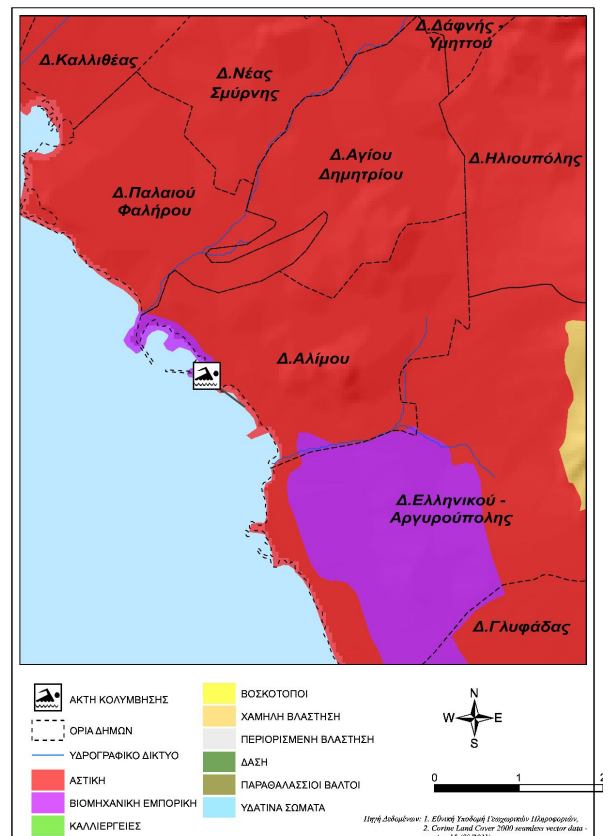 Δ.Δάφνης -
Υμηττού
Δ.Καλλιθέας
Δ.Νέας
Σμύρνης
Δ.Αγίου
Δημητρίου
Δ.Ηλιουπόλης
Δ.Παλαιού
Φαλήρου
Δ.Αλίμου
Δ.Ελληνικού -
Αργυρούπολης
Δ.Γλυφάδας
ΑΚΤΗ ΚΟΛΥΜΒΗΣΗΣ
ΟΡΙΑ ΔΗΜΩΝ
ΥΔΡΟΓΡΑΦΙΚΟ ΔΙΚΤΥΟ
ΑΣΤΙΚΗ
ΒΙΟΜΗΧΑΝΙΚΗ ΕΜΠΟΡΙΚΗ
ΚΑΛΛΙΕΡΓΕΙΕΣ
ΒΟΣΚΟΤΟΠΟΙ
ΧΑΜΗΛΗ ΒΛΑΣΤΗΣΗ
ΠΕΡΙΟΡΙΣΜΕΝΗ ΒΛΑΣΤΗΣΗ
ΔΑΣΗ
ΠΑΡΑΘΑΛΑΣΣΙΟΙ ΒΑΛΤΟΙ
ΥΔΑΤΙΝΑ ΣΩΜΑΤΑ
N
W E
S
0 1 2
Πηγή Δεδομένων: 1. Εθνική Υποδομή Γεωχωρικών Πληροφοριών,
2. Corine Land Cover 2000 seamless vector data -